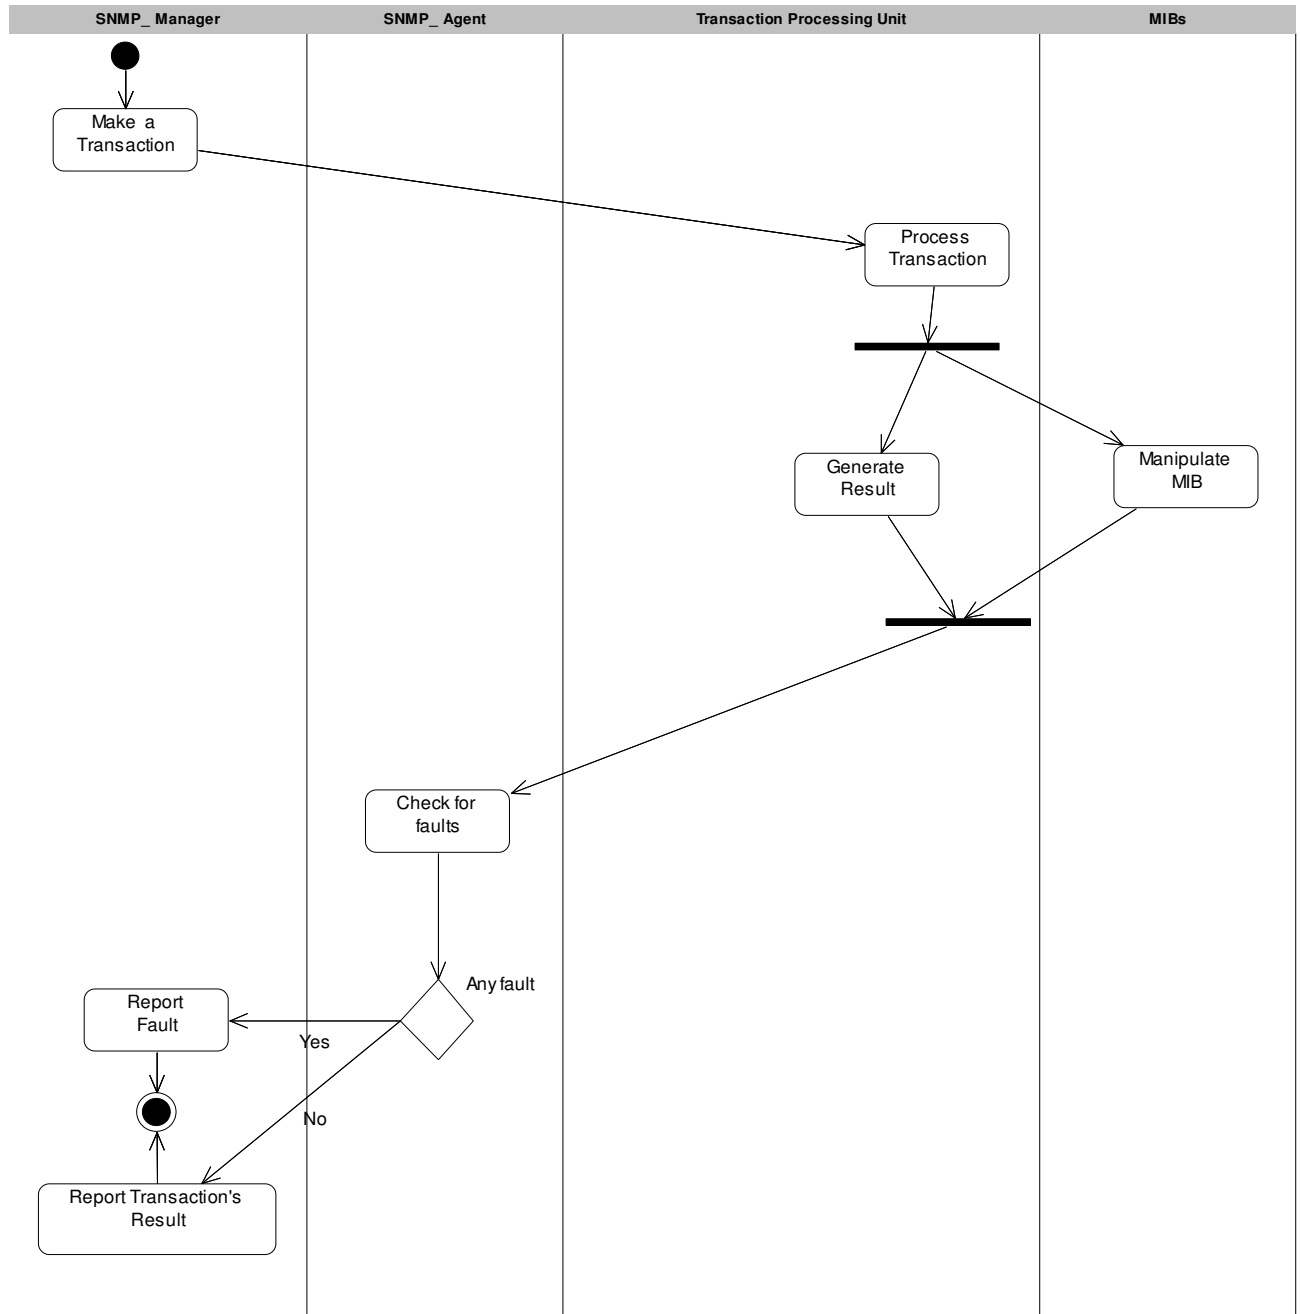 SNMP_ Manager
SNMP_ Agent
Transaction Processing Unit
MIBs
Make a
Transaction
Process
Transaction
Generate
Result
Manipulate
MIB
Check for
faults
Any fault
Report
Fault
Yes
No
Report Transaction's
Result